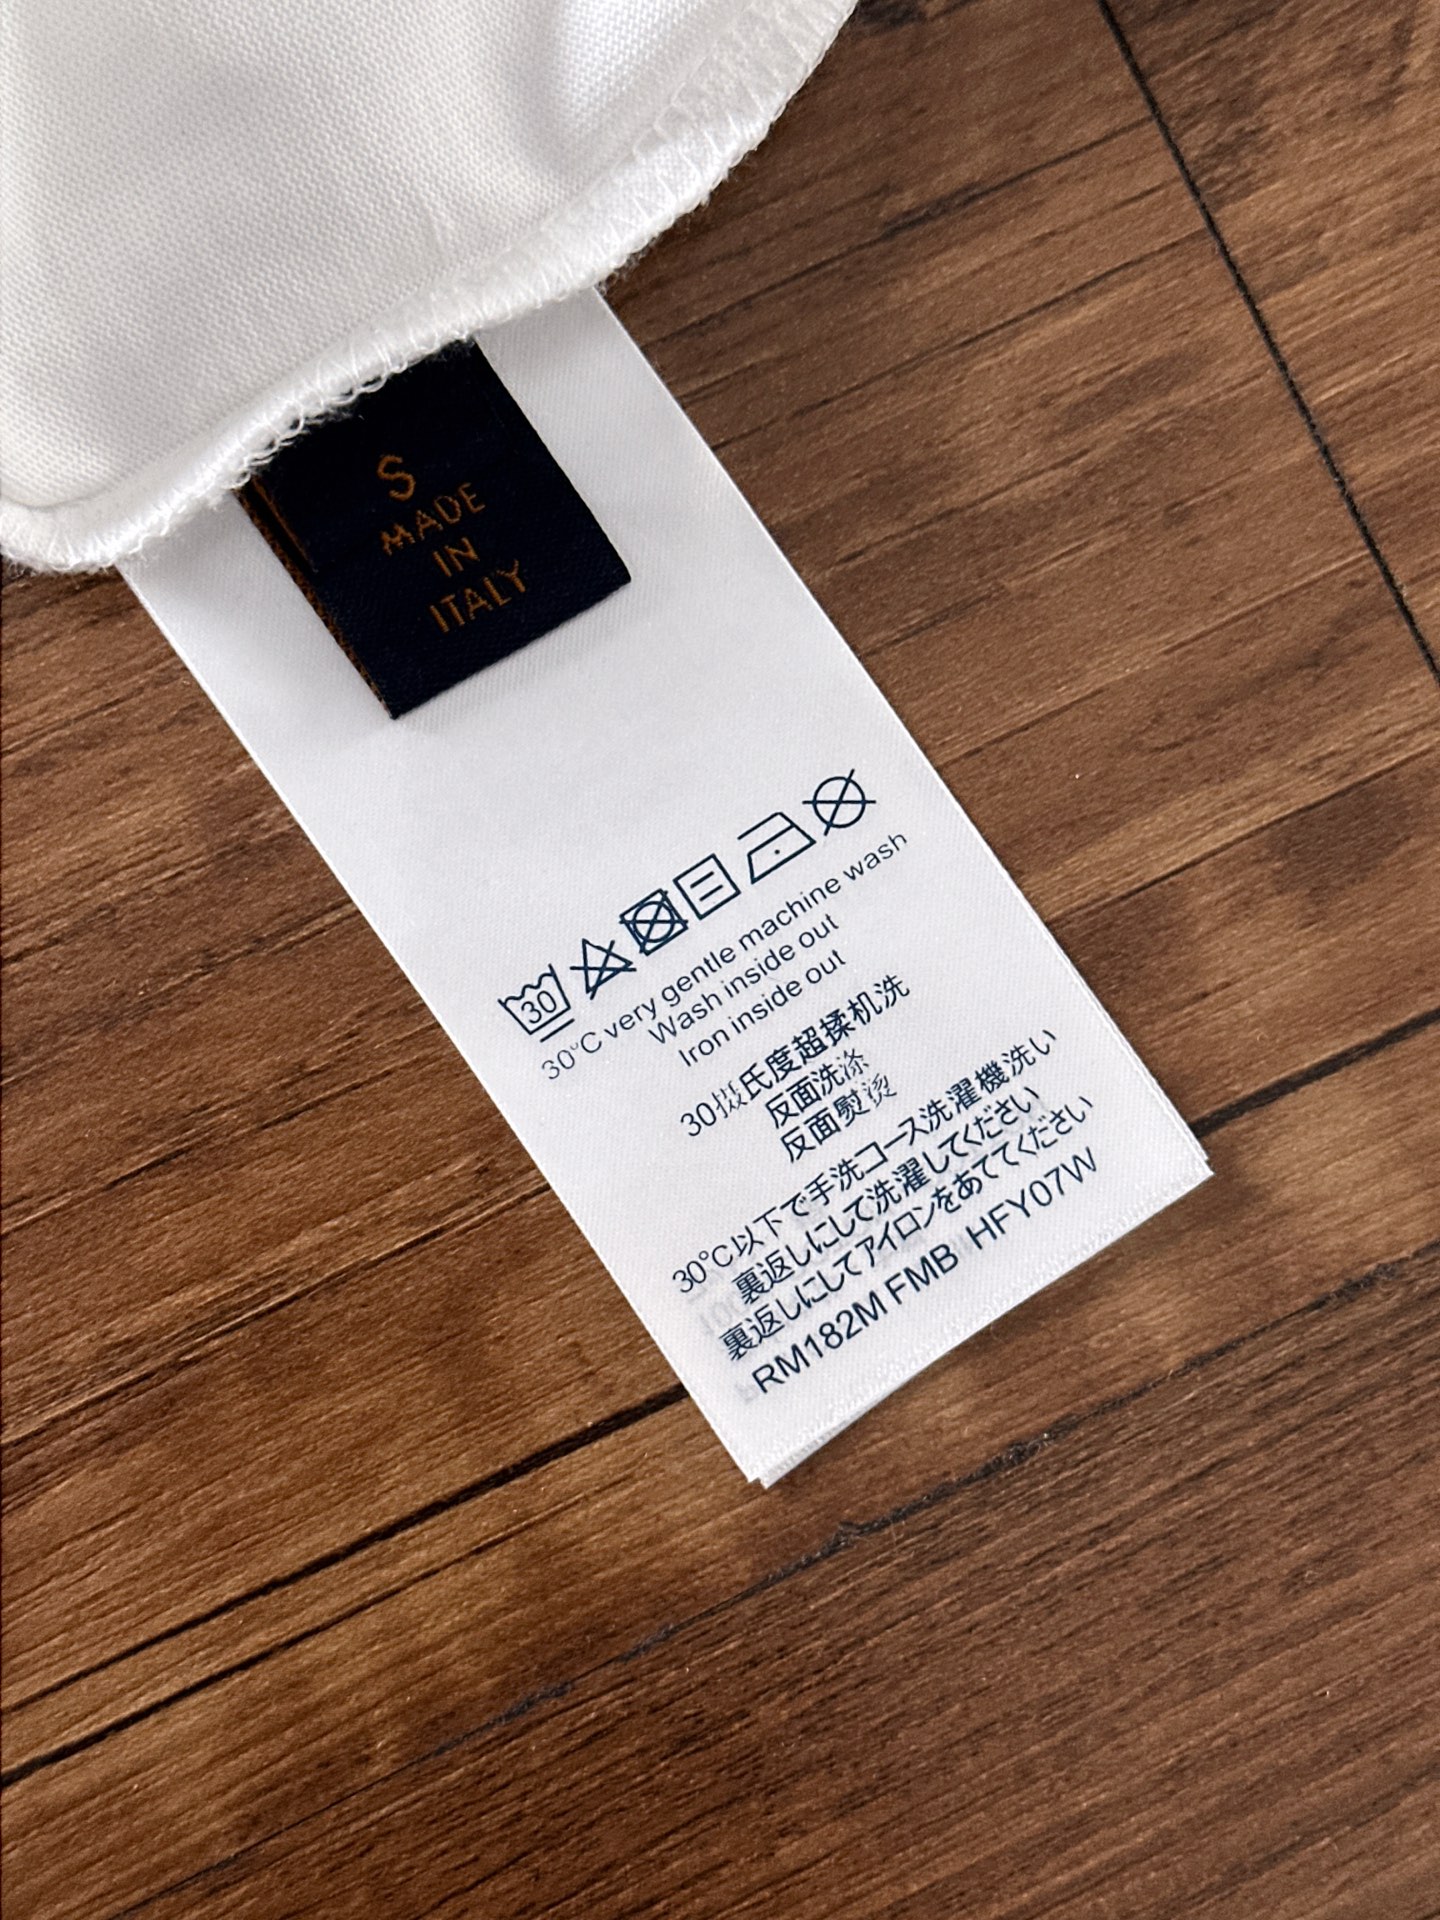 S
MADE
IN
ITALY
30
30°C very gentle machine wash
Wash inside out
Iron inside out
30摄氏度超揉机洗
反面洗涤
反面熨烫
30℃以下で手洗コース洗濯機洗い
裏返しにして洗濯してください
裏返しにしてアイロンをあててください
RM182M FMB HFY07W